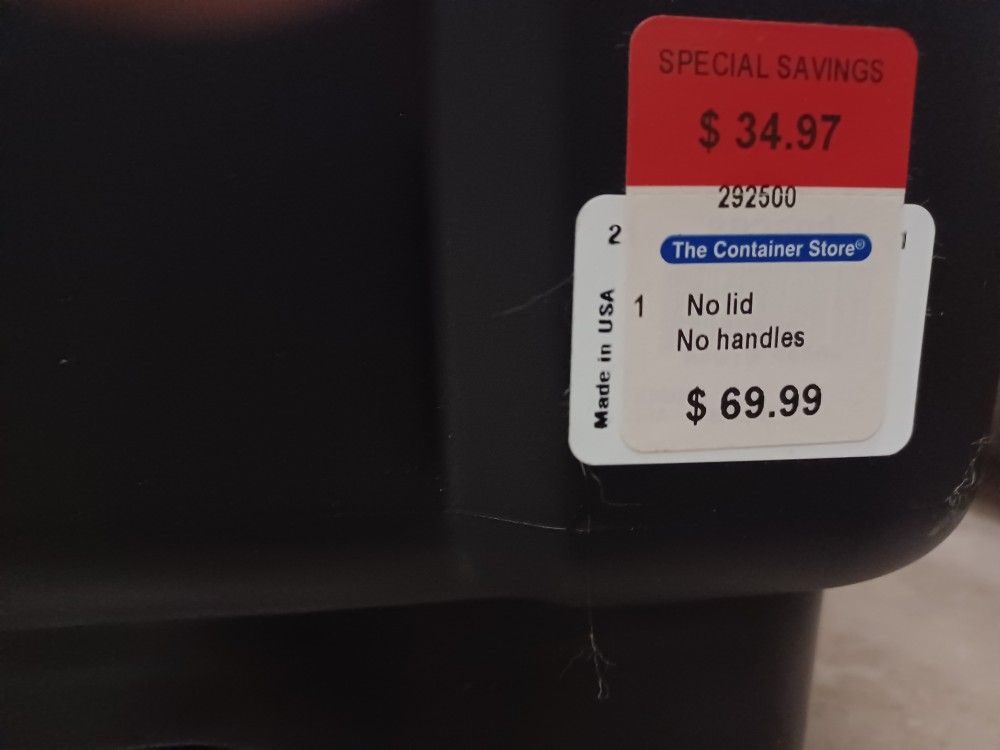 SPECIAL SAVINGS
$ 34.97
292500
2
The Container Store®
1 No lid
No handles
$ 69.99
Made in USA